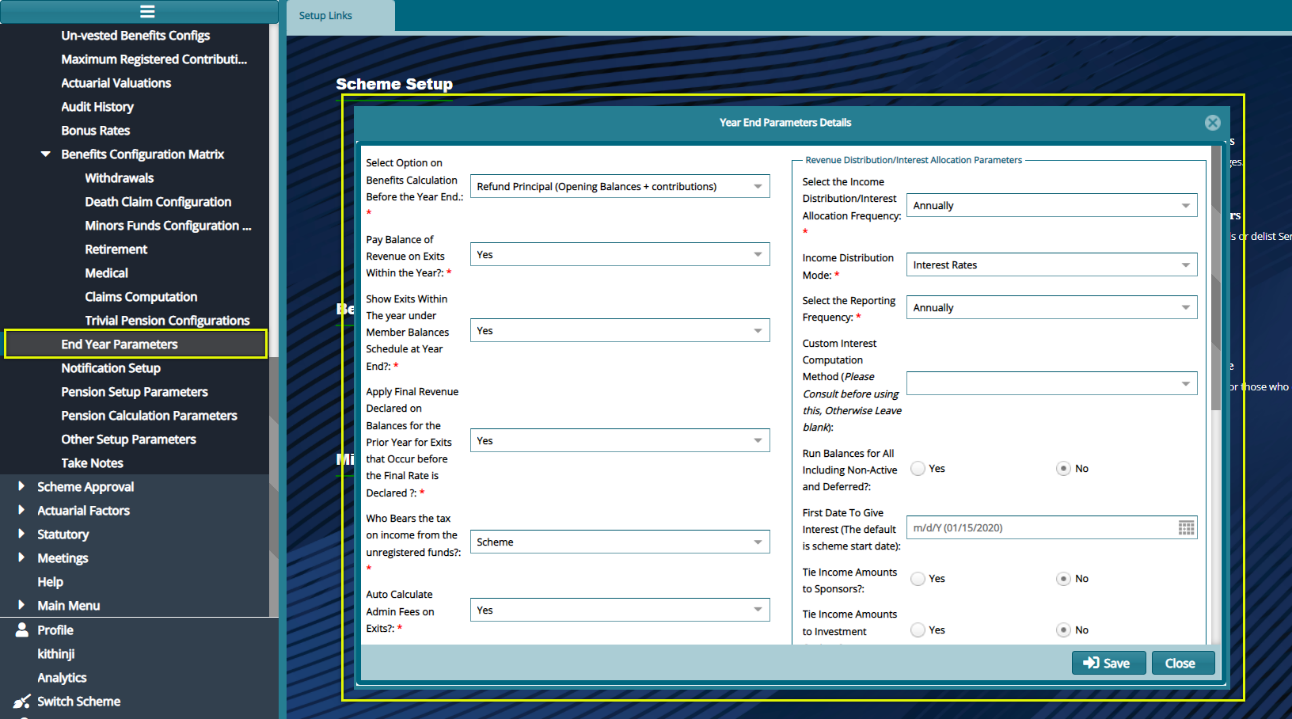 Un-vested Benefits Configs
Maximum Registered Contributi...
Actuarial Valuations
Audit History
Bonus Rates
Benefits Configuration Matrix
Withdrawals
Death Claim Configuration
Minors Funds Configuration ...
Retirement
Medical
Claims Computation
Trivial Pension Configurations
End Year Parameters
Notification Setup
Pension Setup Parameters
Pension Calculation Parameters
Other Setup Parameters
Take Notes
Scheme Approval
Actuarial Factors
Statutory
Meetings
Help
Main Menu
Profile
kithinji
Analytics
Switch Scheme
Setup Links
Scheme Setup
Year End Parameters Details
Select Option on
Benefits Calculation
Before the Year End.:
*
Refund Principal (Opening Balances + contributions)
Pay Balance of
Revenue on Exits
Within the Year?: *
Yes
Show Exits Within
The year under
Member Balances
Schedule at Year
End?: *
Yes
Apply Final Revenue
Declared on
Balances for the
Prior Year for Exits
that Occur before
the Final Rate is
Declared ?: *
Yes
Who Bears the tax
on income from the
unregistered funds?:
*
Scheme
Auto Calculate
Admin Fees on
Exits?: *
Yes
Revenue Distribution/Interest Allocation Parameters
Select the Income
Distribution/Interest
Allocation Frequency:
*
Annually
Income Distribution
Mode: *
Interest Rates
Select the Reporting
Frequency: *
Annually
Custom Interest
Computation
Method (Please
Consult before using
this, Otherwise Leave
blank):
Run Balances for All
Including Non-Active
and Deferred?:
Yes
No
First Date To Give
Interest (The default
is scheme start date):
m/d/Y (01/15/2020)
Tie Income Amounts
to Sponsors?:
Yes
No
Tie Income Amounts
to Investment
Yes
No
Save
Close
s or delist Ser
or those who